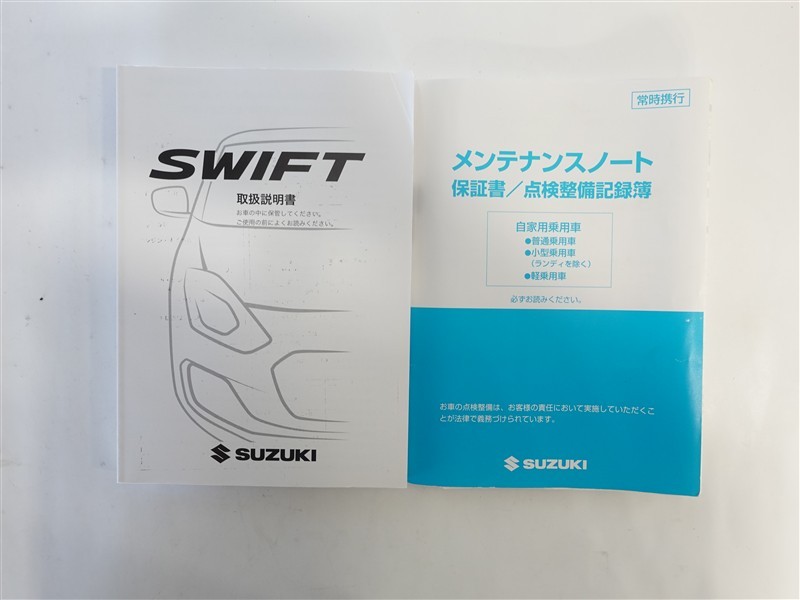 SWIFT
取扱説明書
お車の中に保管してください。
ご使用の前によくお読みください。
SUZUKI
常時携行
メンテナンスノート
保証書／点検整備記録簿
自家用乗用車
●普通乗用車
●小型乗用車
（ランディを除く）
●軽乗用車
必ずお読みください。
お車の点検整備は、お客様の責任において実施していただくこ
とが法律で義務づけられています。
SUZUKI